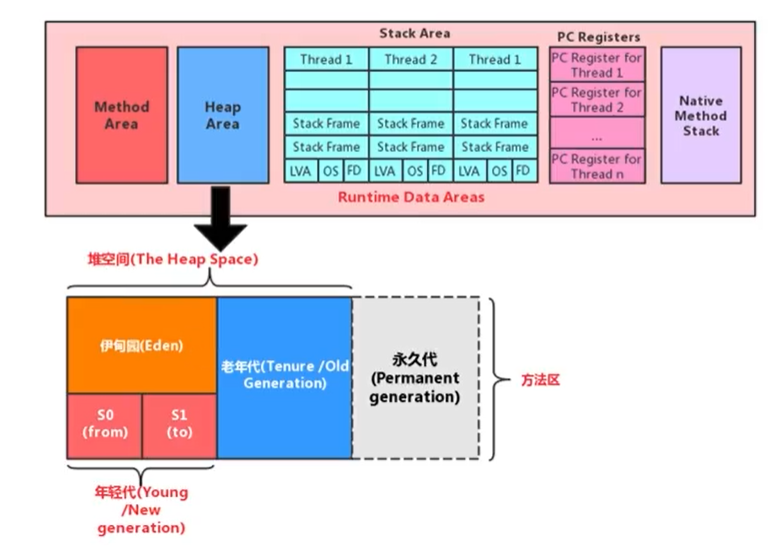 Stack Area
PC Registers
Method
Area
Heap
Area
Thread 1
Thread 2
Thread 1
Stack Frame
Stack Frame
Stack Frame
Stack Frame
Stack Frame
Stack Frame
LVA
OS
FD
LVA
OS
FD
LVA
OS
FD
PC Register for
Thread 1
PC Register for
Thread 2
...
PC Register for
Thread n
Native
Method
Stack
Runtime Data Areas
堆空间(The Heap Space)
伊甸园(Eden)
S0
(from)
S1
(to)
老年代(Tenure /Old
Generation)
永久代
(Permanent
generation)
方法区
年轻代(Young
/New
generation)